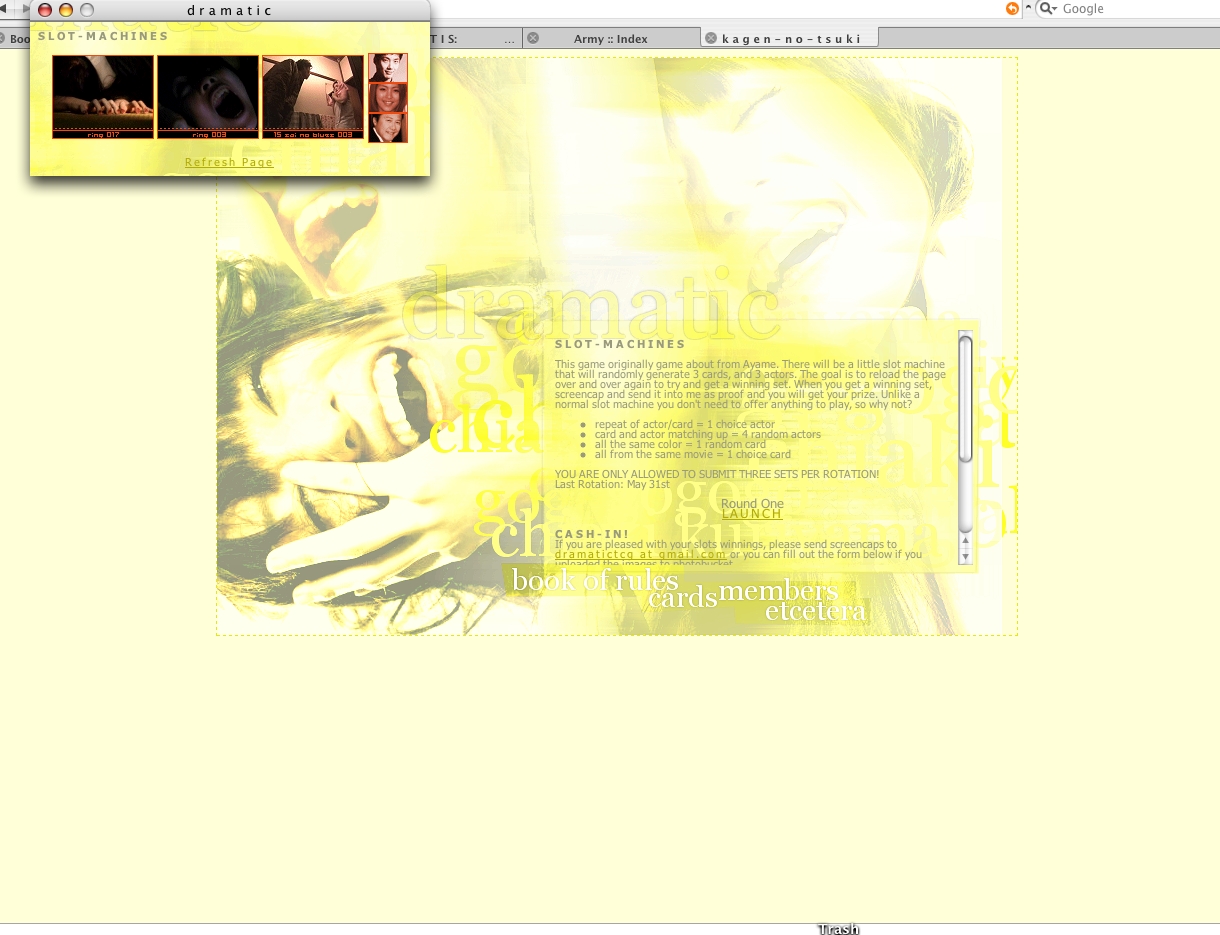 dramatic
Google
Boo
T I S:
...
Army :: Index
kagen-no-tsuki
SLOT-MACHINES
ring 017
ring 003
15 sai no bluez 003
Refresh Page
dramatic
SLOT-MACHINES
This game originally game about from Ayame. There will be a little slot machine
that will randomly generate 3 cards, and 3 actors. The goal is to reload the page
over and over again to try and get a winning set. When you get a winning set,
screencap and send it into me as proof and you will get your prize. Unlike a
normal slot machine you don't need to offer anything to play, so why not?
repeat of actor/card = 1 choice actor
card and actor matching up = 4 random actors
all the same color = 1 random card
all from the same movie = 1 choice card
YOU ARE ONLY ALLOWED TO SUBMIT THREE SETS PER ROTATION!
Last Rotation: May 31st
Round One
LAUNCH
CASH-IN!
If you are pleased with your slots winnings, please send screencaps to
dramatictcg at gmail.com or you can fill out the form below if you
uploaded the images to photobucket.
book of rules
cards
members
etcetera
Trash